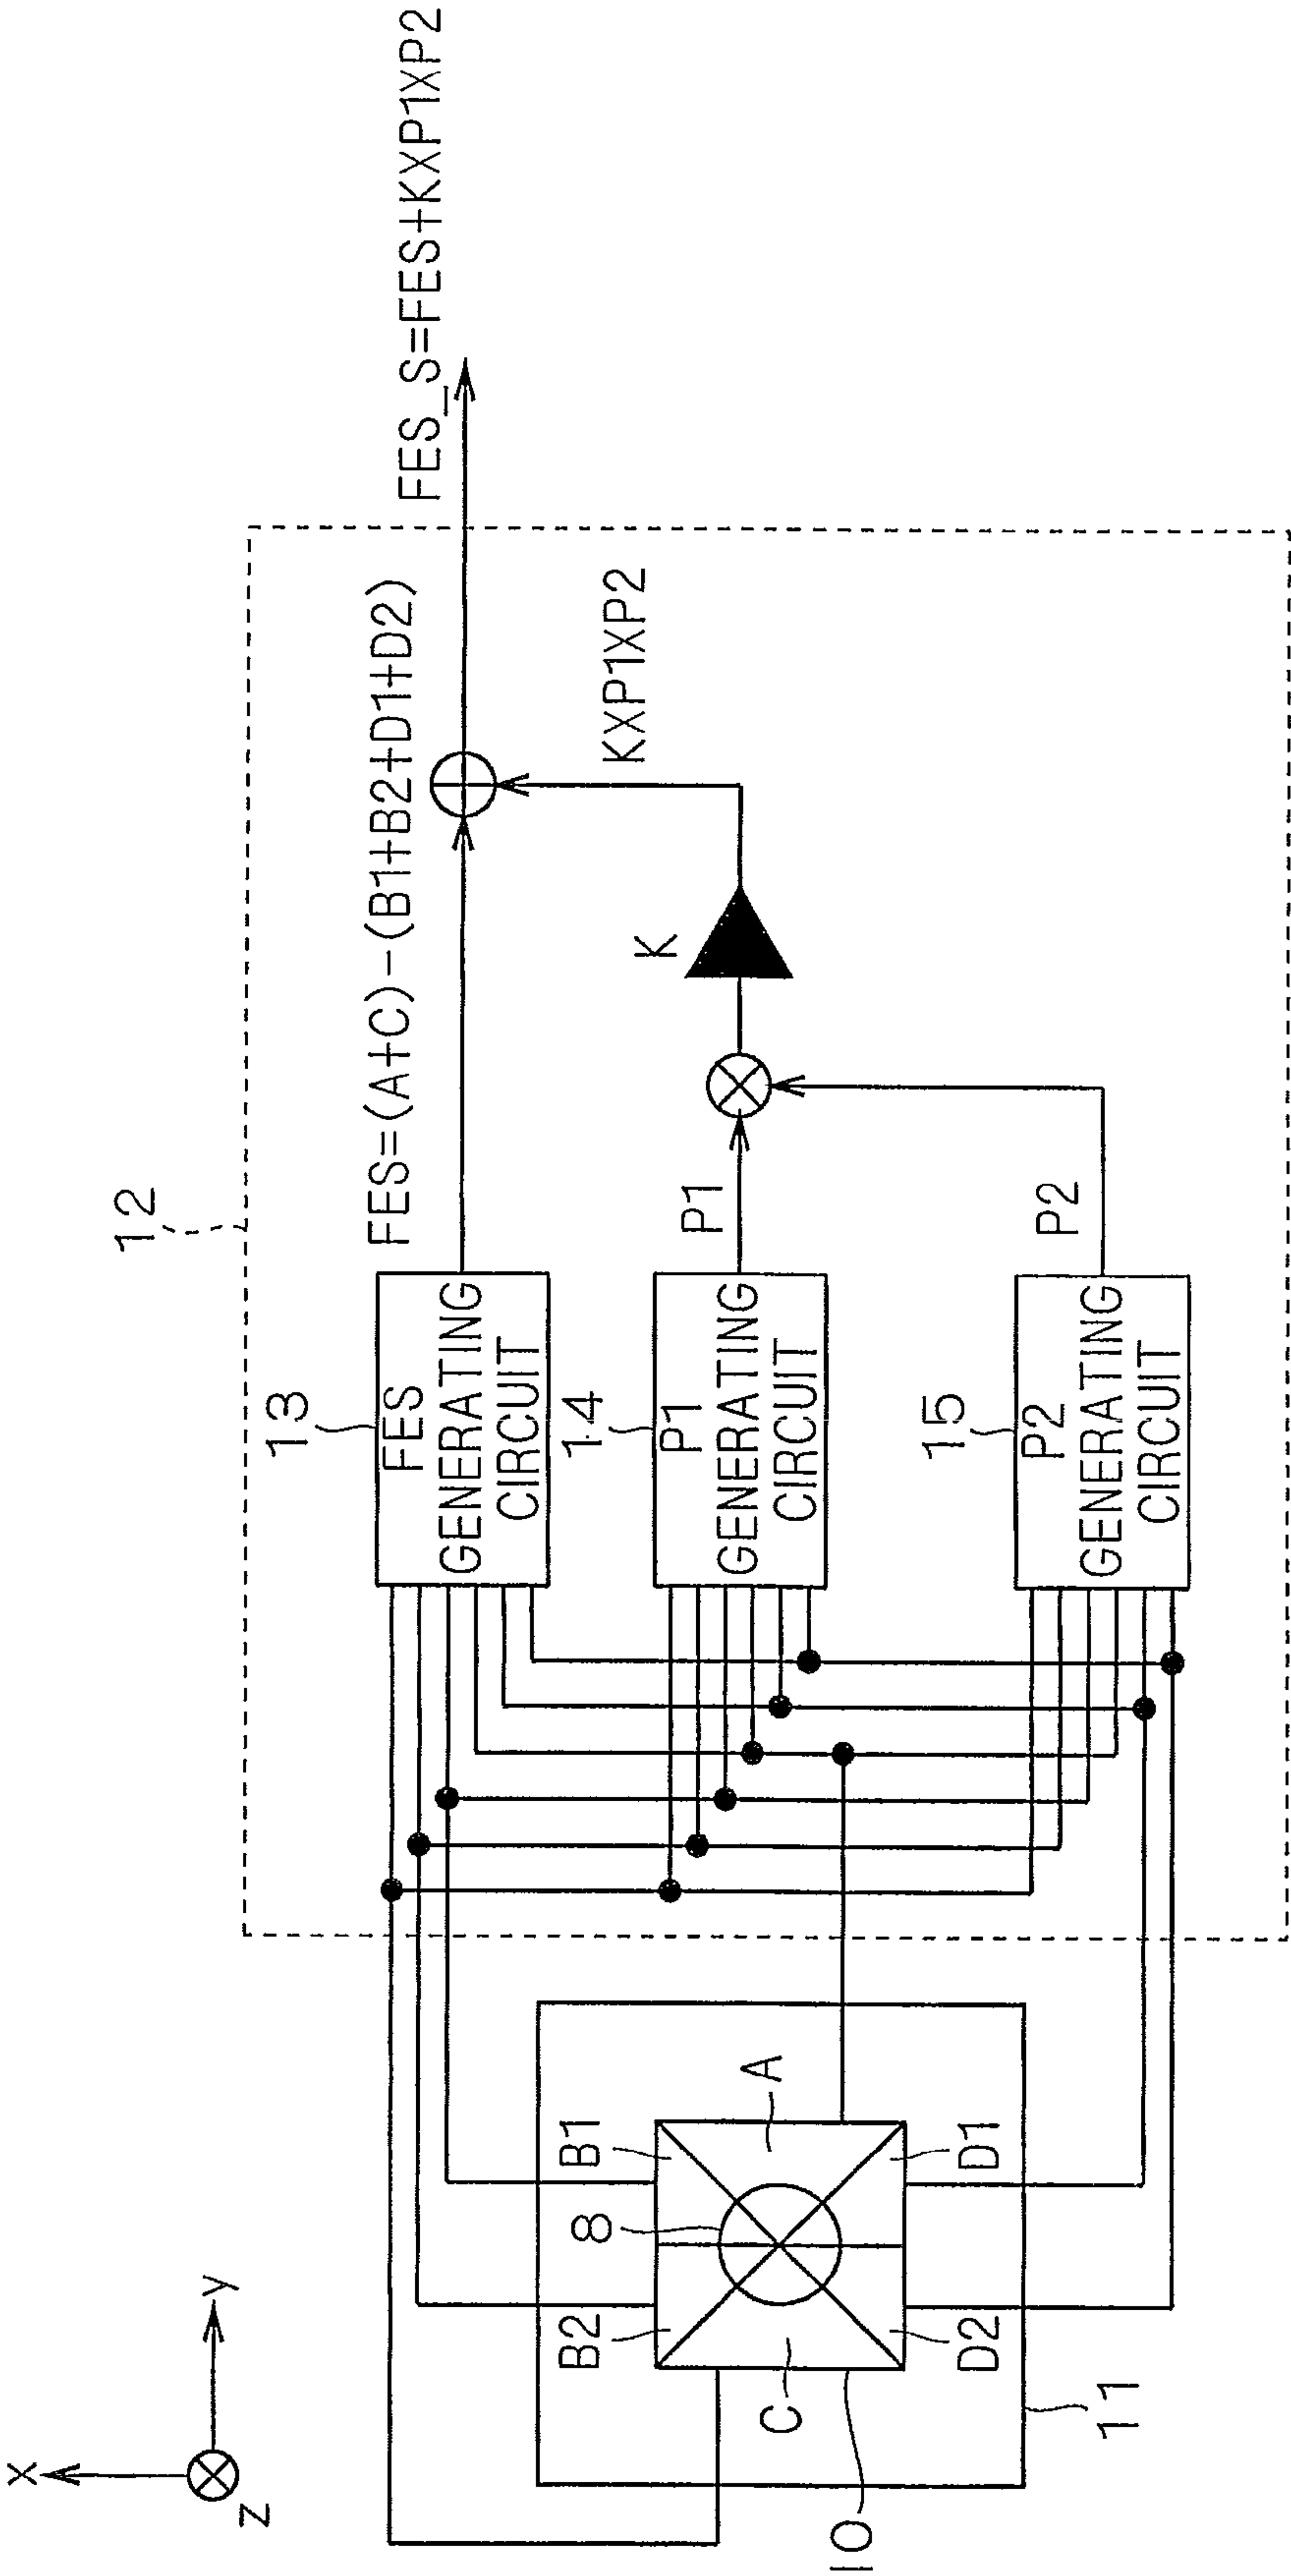 x
y
z
12
FES_S=FES+KXP1XP2
FES=(A+C)-(B1+B2+D1+D2)
KXP1XP2
K
13
FES
GENERATING
CIRCUIT
14
P1
GENERATING
CIRCUIT
P1
15
P2
GENERATING
CIRCUIT
P2
B2
B1
8
A
C
D2
D1
10
11